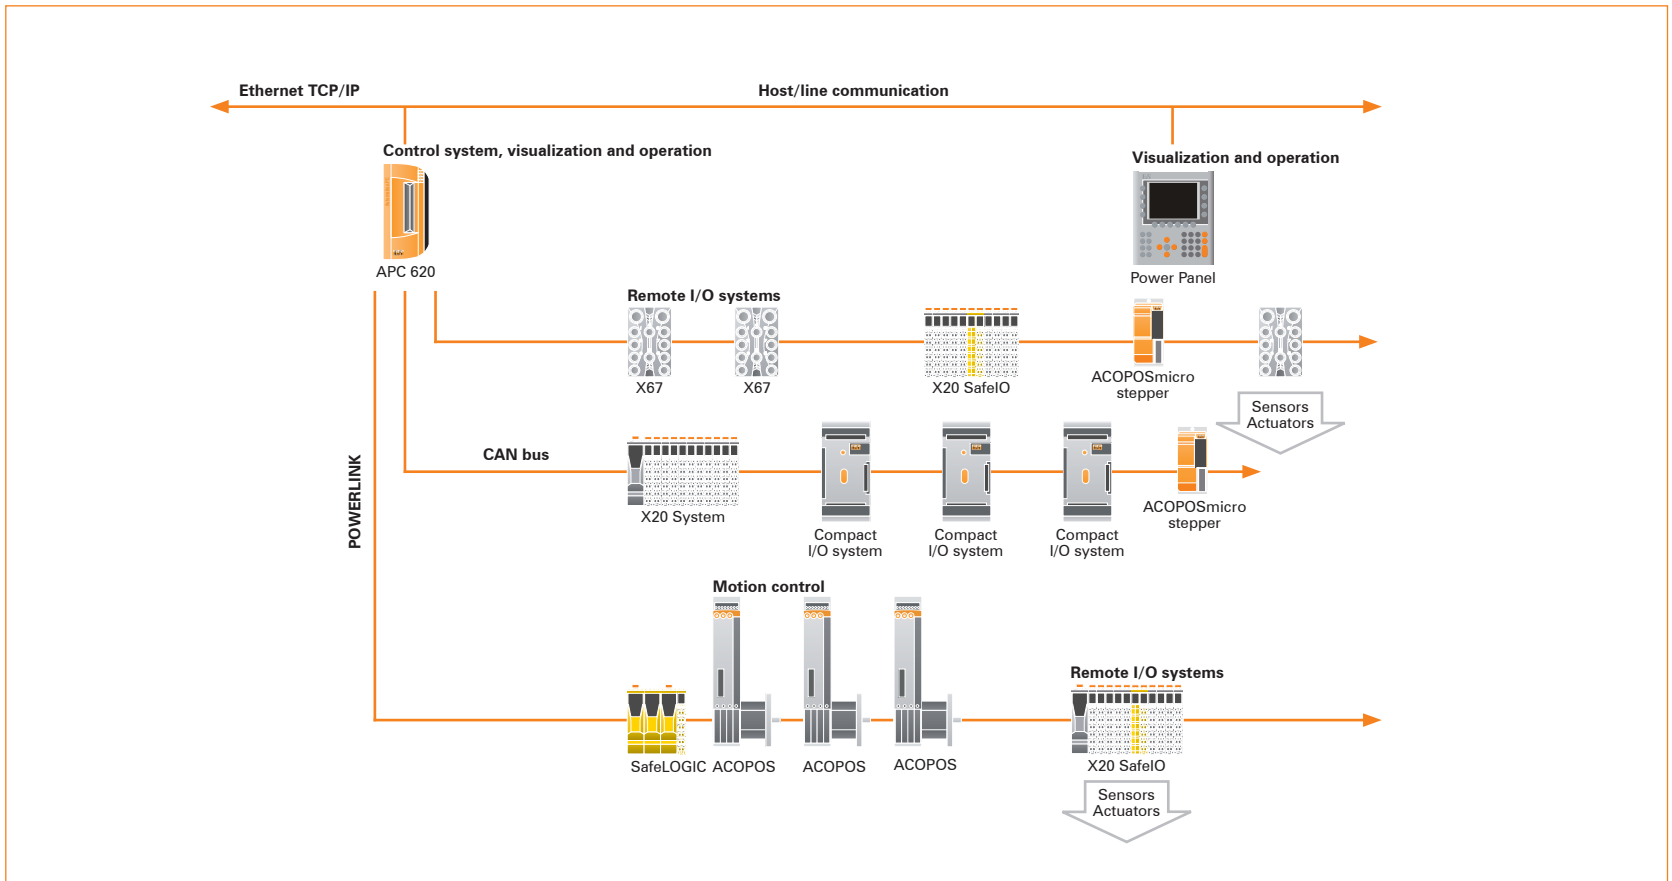 Ethernet TCP/IP
Host/line communication
Control system, visualization and operation
Visualization and operation
APC 620
Power Panel
Remote I/O systems
X67
X67
X20 SafeIO
ACOPOSmicro
stepper
Sensors
Actuators
CAN bus
X20 System
Compact
I/O system
Compact
I/O system
Compact
I/O system
ACOPOSmicro
stepper
POWERLINK
Motion control
Remote I/O systems
SafeLOGIC
ACOPOS
ACOPOS
ACOPOS
X20 SafeIO
Sensors
Actuators